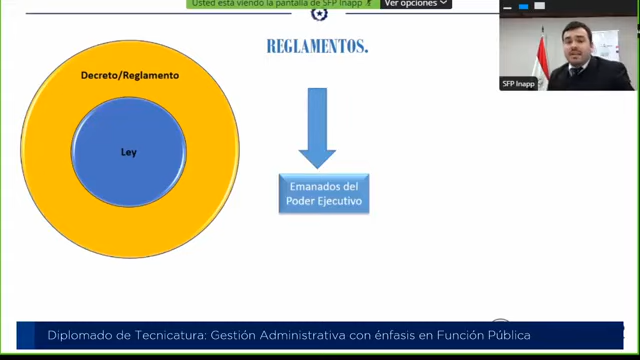 Usted está viendo la pantalla de SFP Inapp
Ver opciones
REGLAMENTOS.
Decreto/Reglamento
Ley
Emanados del
Poder Ejecutivo
SFP Inapp
Diplomado de Tecnicatura: Gestión Administrativa con énfasis en Función Pública